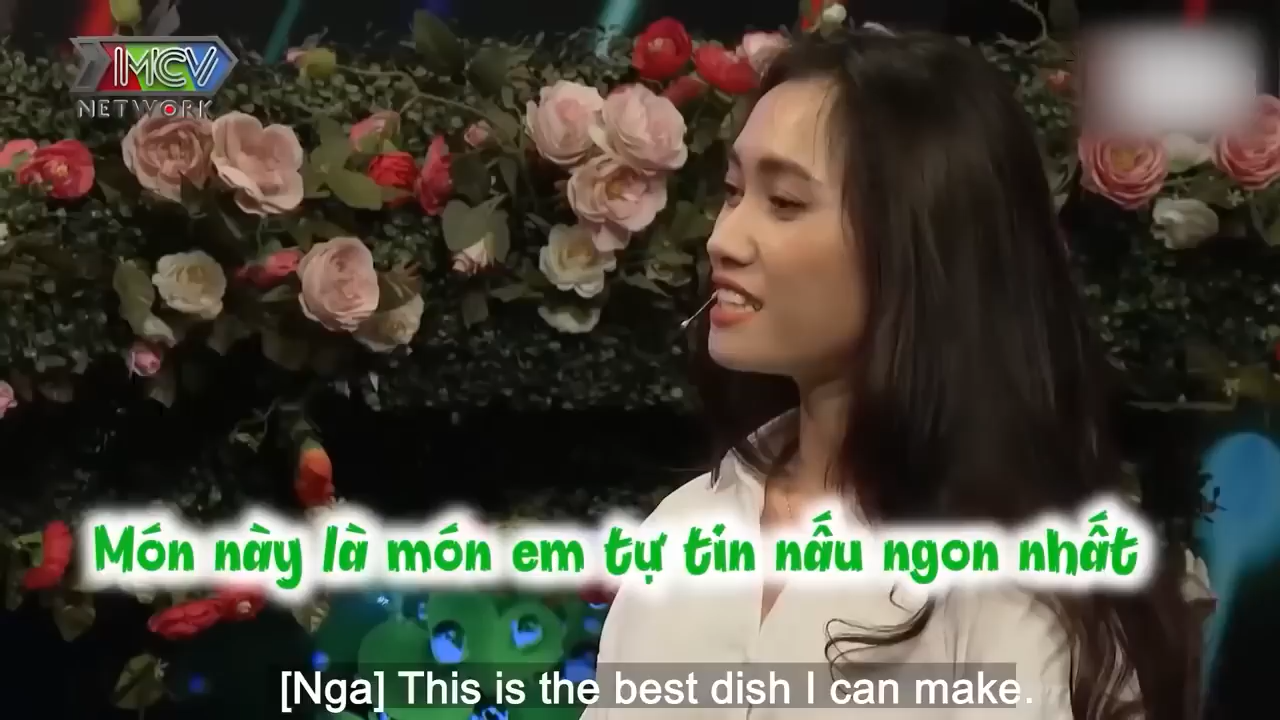 MCV
NETWORK
Món này là món em tự tin nấu ngon nhất
[Nga] This is the best dish I can make.